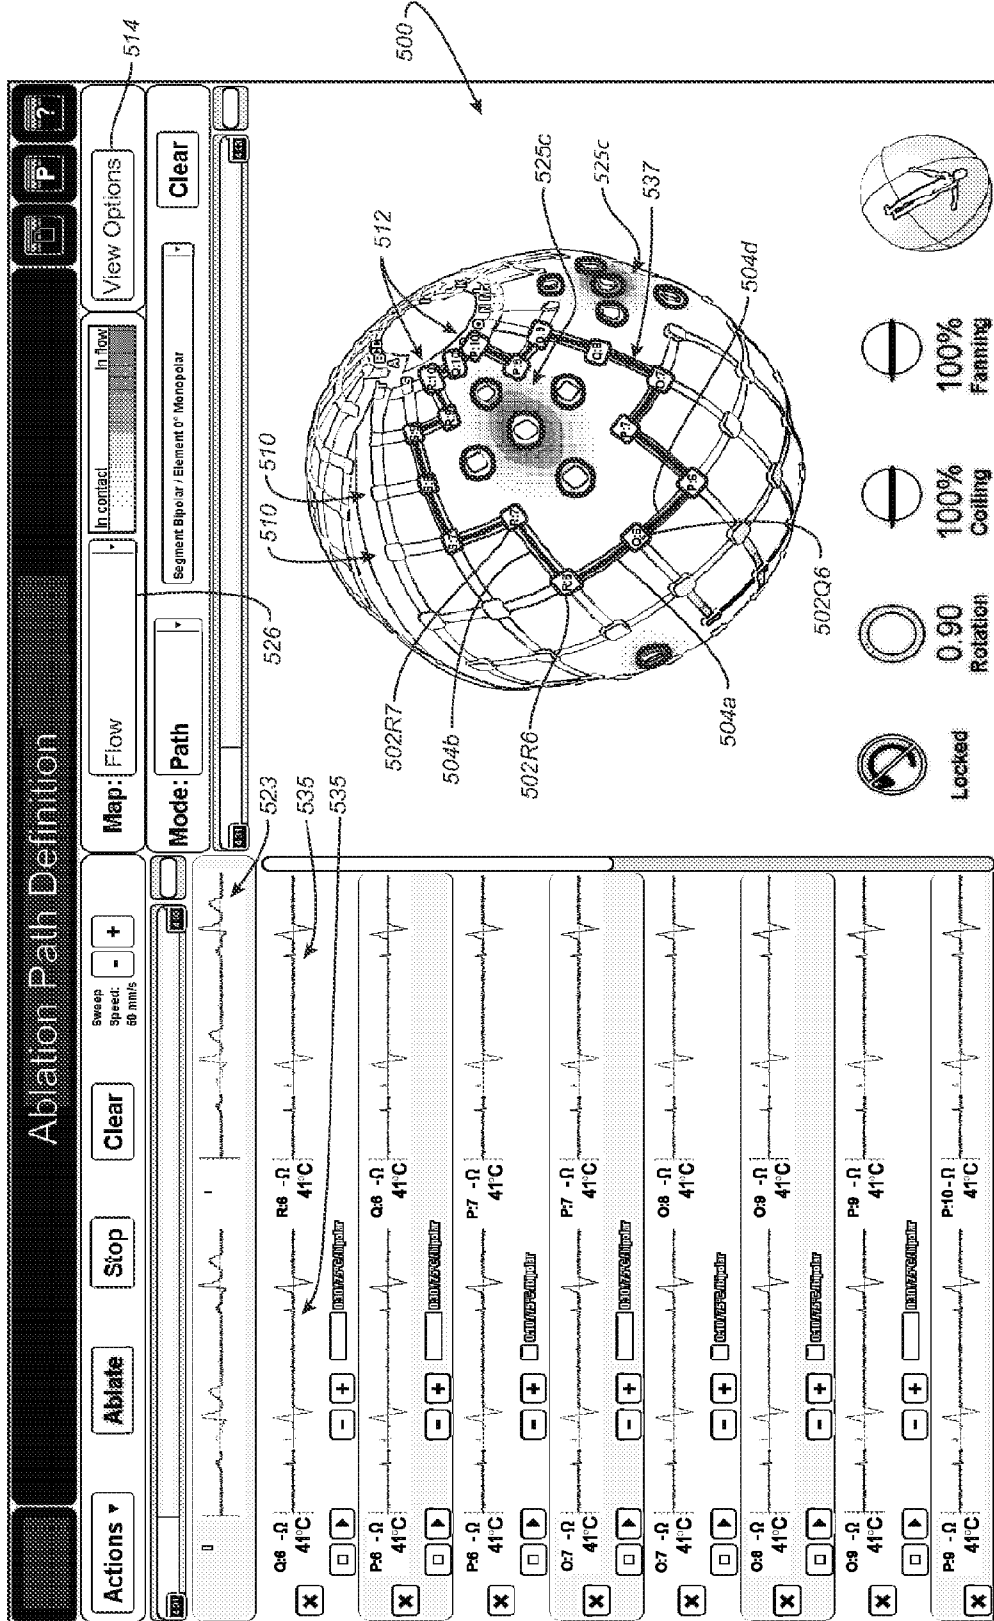 Ablation Path Definition
P
?
Actions ▾
Ablate
Stop
Clear
Sweep
Speed:
60 mm/s
-
+
Map: Flow
In contact
In flow
View Options
514
526
Mode: Path
Segment Bipolar / Element 0° Monopolar
Clear
523
535
535
Q:6 -Ω
41°C
R:6 -Ω
41°C
- +
P:6 -Ω
41°C
Q:6 -Ω
41°C
- +
P:6 -Ω
41°C
P:7 -Ω
41°C
- +
O:7 -Ω
41°C
P:7 -Ω
41°C
- +
O:7 -Ω
41°C
O:8 -Ω
41°C
- +
O:8 -Ω
41°C
O:9 -Ω
41°C
- +
O:9 -Ω
41°C
P:9 -Ω
41°C
- +
P:9 -Ω
41°C
P:10 -Ω
41°C
500
510
510
512
525c
525c
537
504d
502R7
504b
502R6
504a
502Q6
Locked
0.90
Rotation
100%
Coiling
100%
Fanning